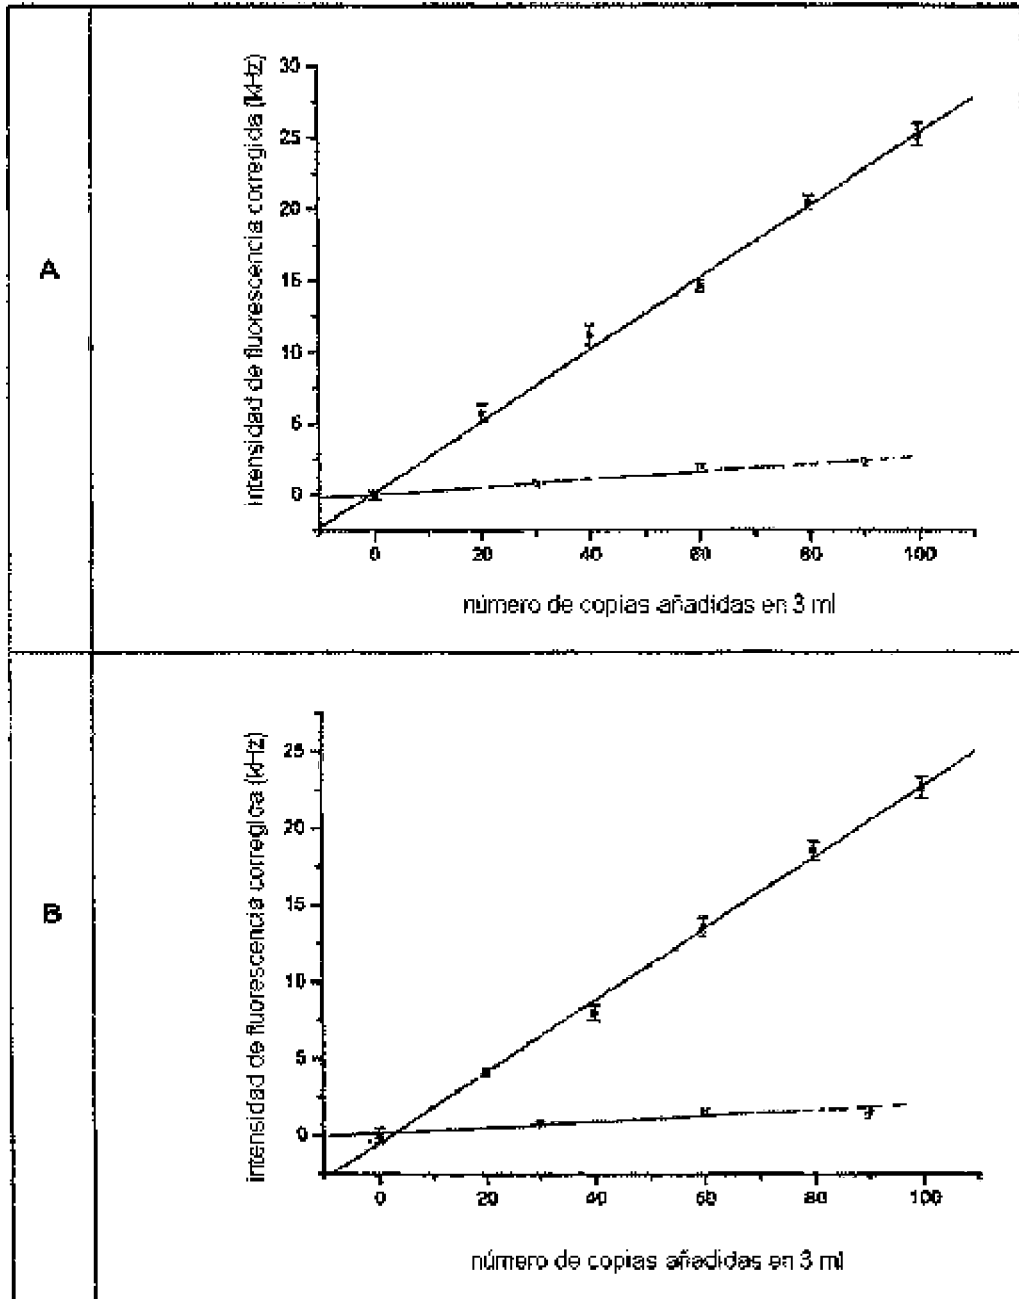 A
intensidad de fluorescencia corregida (kHz)
30
25
20
15
10
5
0
0 20 40 60 80 100
número de copias añadidas en 3 ml
B
intensidad de fluorescencia corregida (kHz)
25
20
15
10
5
0
0 20 40 60 80 100
número de copias añadidas en 3 ml